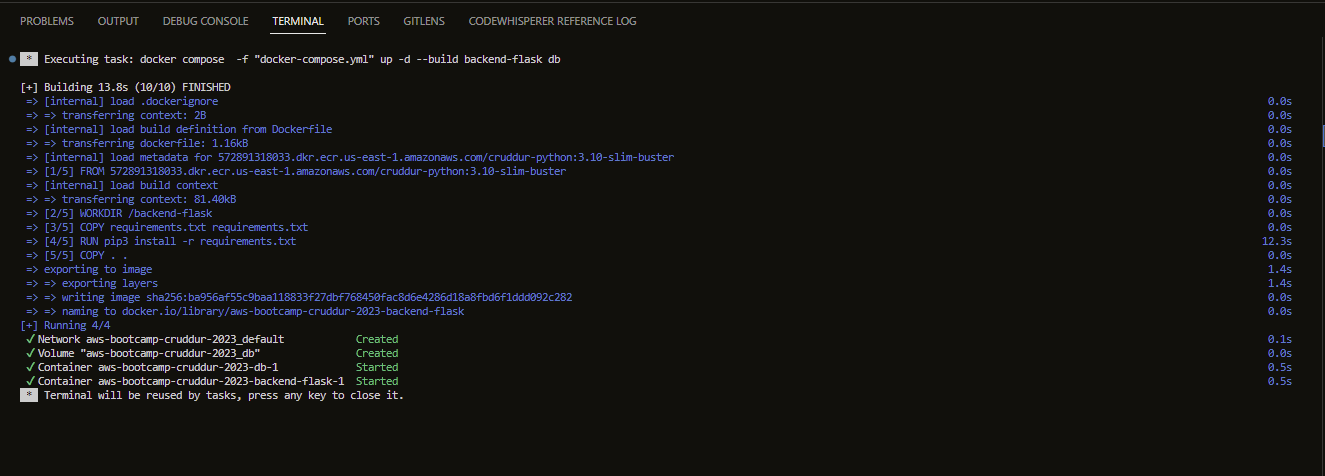 PROBLEMS OUTPUT DEBUG CONSOLE TERMINAL PORTS GITLENS CODEWHISPERER REFERENCE LOG
* Executing task: docker compose  -f "docker-compose.yml" up -d --build backend-flask db
[+] Building 13.8s (10/10) FINISHED
=> [internal] load .dockerignore 0.0s
=> => transferring context: 2B 0.0s
=> [internal] load build definition from Dockerfile 0.0s
=> => transferring dockerfile: 1.16kB 0.0s
=> [internal] load metadata for 572891318033.dkr.ecr.us-east-1.amazonaws.com/cruddur-python:3.10-slim-buster 0.0s
=> [1/5] FROM 572891318033.dkr.ecr.us-east-1.amazonaws.com/cruddur-python:3.10-slim-buster 0.0s
=> [internal] load build context 0.0s
=> => transferring context: 81.40kB 0.0s
=> [2/5] WORKDIR /backend-flask 0.0s
=> [3/5] COPY requirements.txt requirements.txt 0.0s
=> [4/5] RUN pip3 install -r requirements.txt 12.3s
=> [5/5] COPY . . 0.0s
=> exporting to image 1.4s
=> => exporting layers 1.4s
=> => writing image sha256:ba956af55c9baa118833f27dbf768450fac8d6e4286d18a8fbd6f1ddd092c282 0.0s
=> => naming to docker.io/library/aws-bootcamp-cruddur-2023-backend-flask 0.0s
[+] Running 4/4
✓ Network aws-bootcamp-cruddur-2023_default Created 0.1s
✓ Volume "aws-bootcamp-cruddur-2023_db" Created 0.0s
✓ Container aws-bootcamp-cruddur-2023-db-1 Started 0.5s
✓ Container aws-bootcamp-cruddur-2023-backend-flask-1 Started 0.5s
* Terminal will be reused by tasks, press any key to close it.